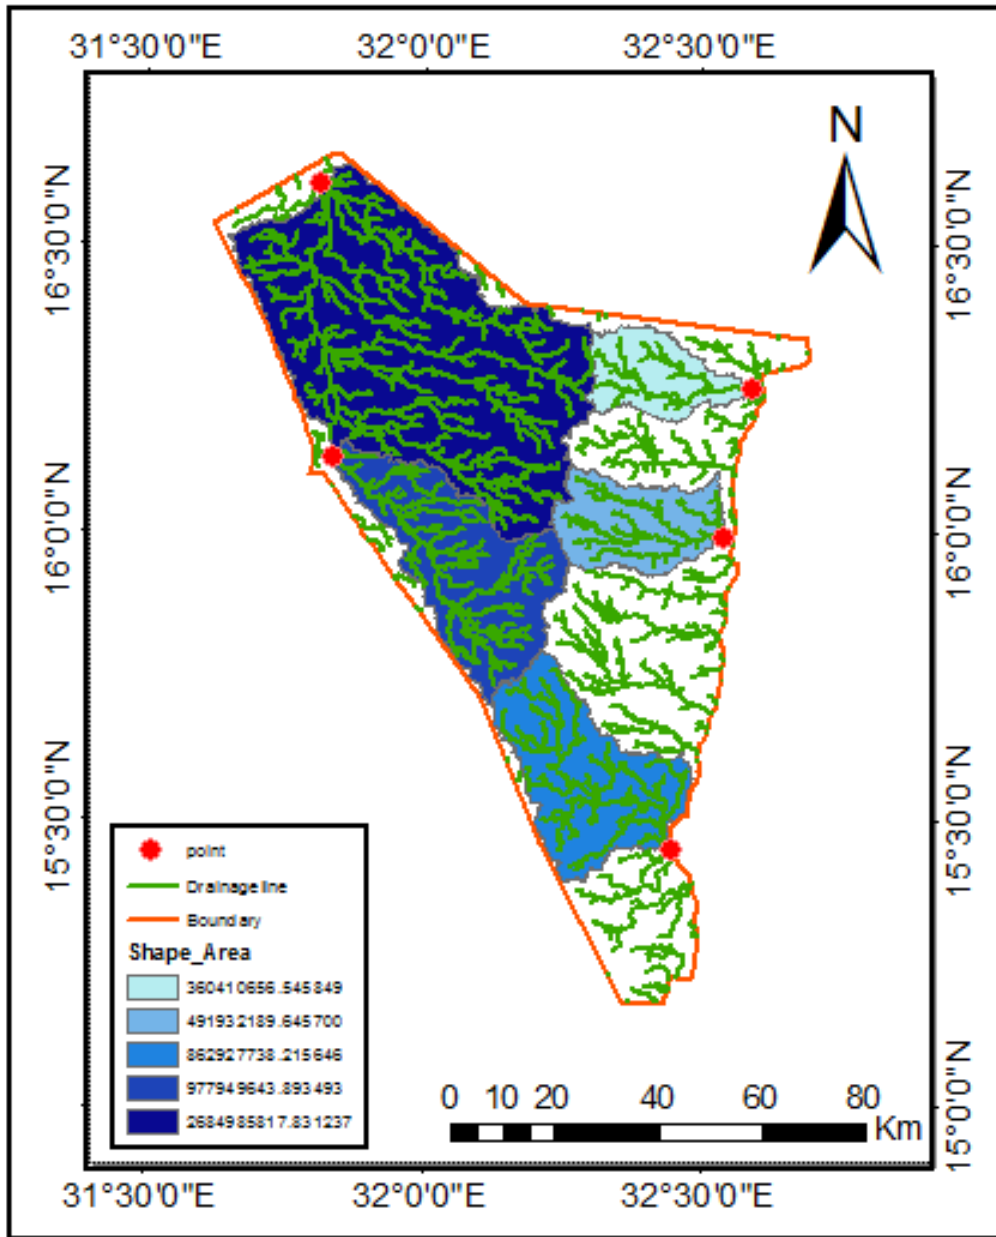 31°30'0"E 32°0'0"E 32°30'0"E
N
16°30'0"N
16°30'0"N
16°0'0"N
16°0'0"N
15°30'0"N
15°30'0"N
15°0'0"N
point
Drainage line
Boundary
Shape_Area
360410656.545849
491932189.645700
862927738.215646
977949643.893493
2684985817.831237
0 10 20 40 60 80
Km
31°30'0"E 32°0'0"E 32°30'0"E